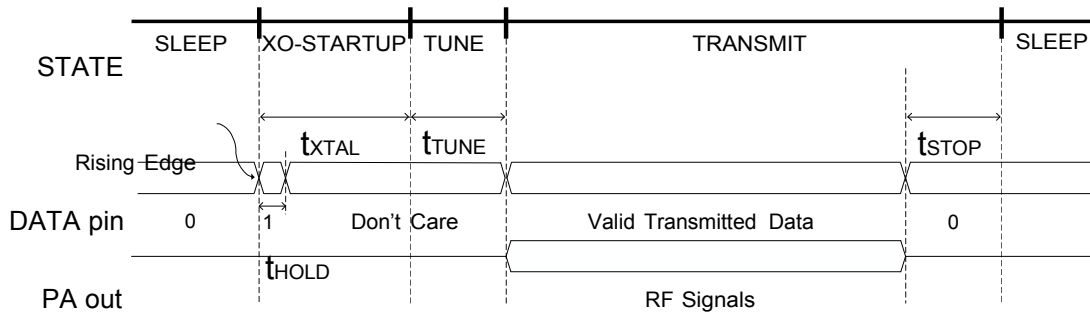 SLEEP XO-STARTUP TUNE TRANSMIT SLEEP
STATE
tXTAL tTUNE tSTOP
Rising Edge
DATA pin 0 1 Don't Care Valid Transmitted Data 0
tHOLD
PA out RF Signals